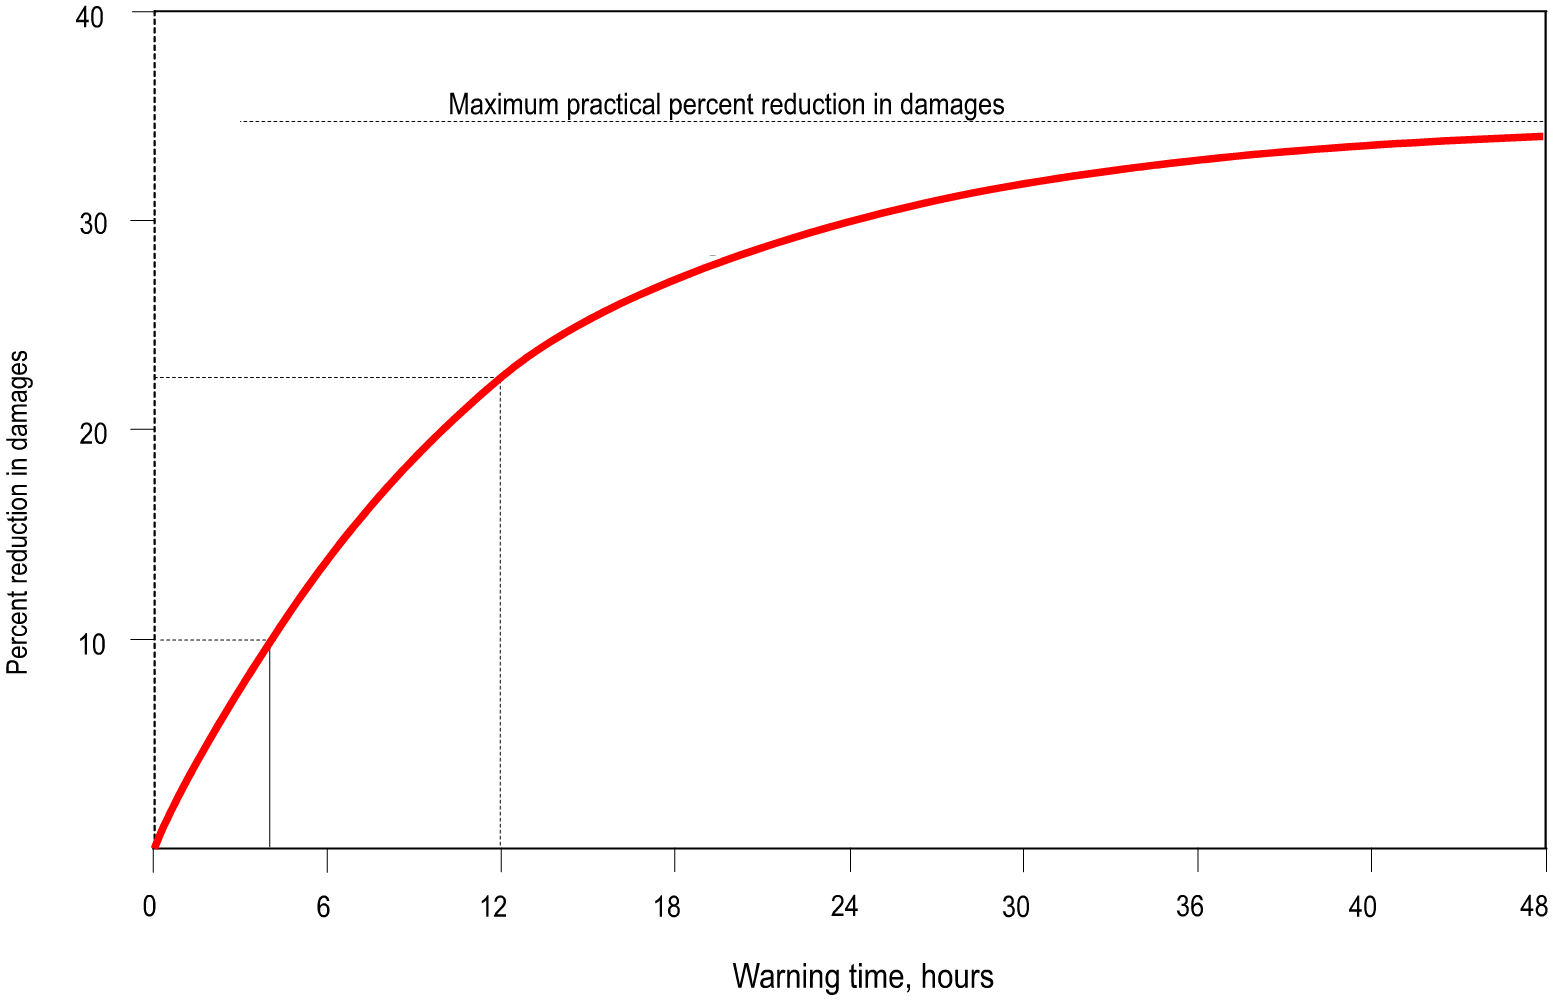 40
Maximum practical percent reduction in damages
30
20
10
Percent reduction in damages
0 6 12 18 24 30 36 40 48
Warning time, hours